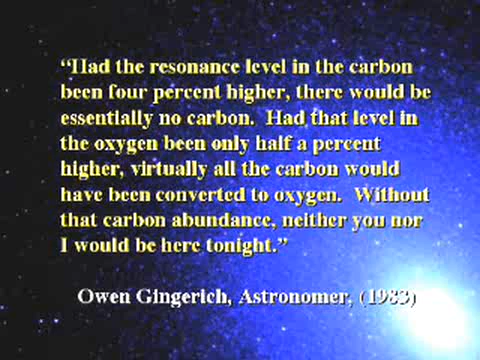 “Had the resonance level in the carbon
been four percent higher, there would be
essentially no carbon.  Had that level in
the oxygen been only half a percent
higher, virtually all the carbon would
have been converted to oxygen.  Without
that carbon abundance, neither you nor
I would be here tonight.”
Owen Gingerich, Astronomer, (1983)